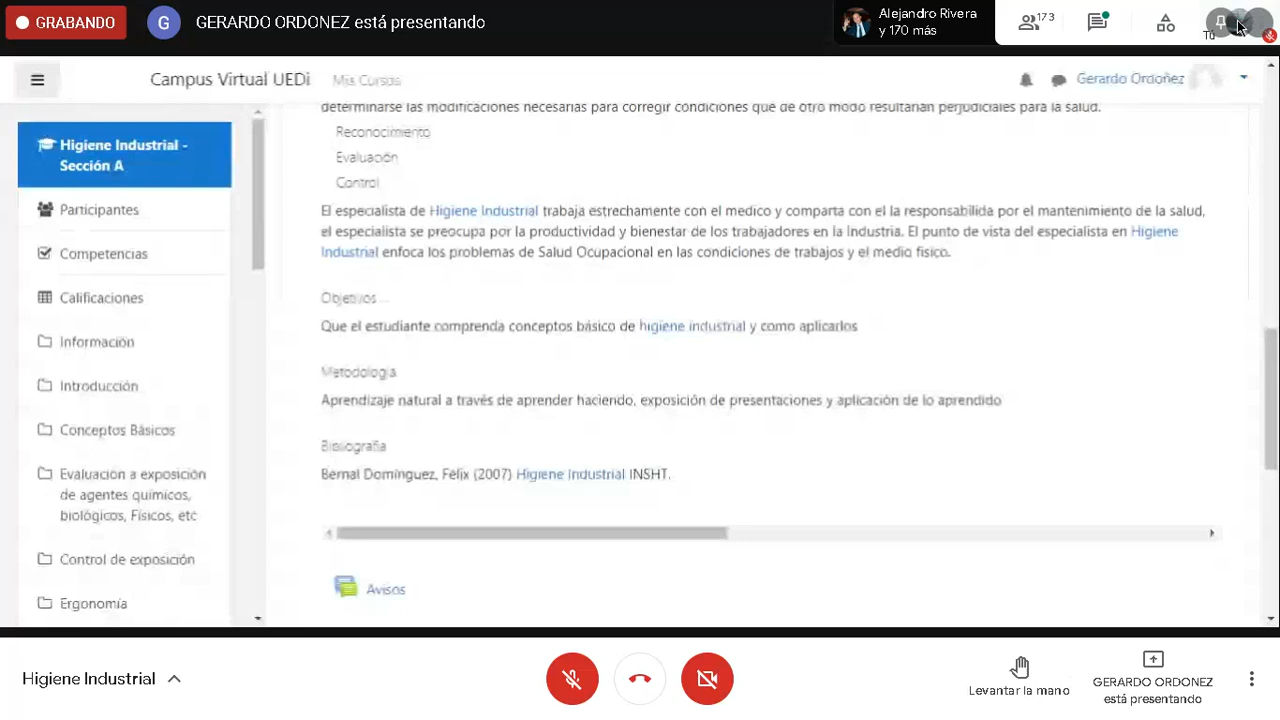 GRABANDO
G
GERARDO ORDONEZ está presentando
Alejandro Rivera
y 170 más
173
Tú
Campus Virtual UEDi
Mis Cursos
Gerardo Ordoñez
Higiene Industrial -
Sección A
Participantes
Competencias
Calificaciones
Información
Introducción
Conceptos Básicos
Evaluación a exposición
de agentes químicos,
biológicos, Físicos, etc
Control de exposición
Ergonomía
determinarse las modificaciones necesarias para corregir condiciones que de otro modo resultarian perjudiciales para la salud.
Reconocimiento
Evaluación
Control
El especialista de Higiene Industrial trabaja estrechamente con el medico y comparta con el la responsabilida por el mantenimiento de la salud,
el especialista se preocupa por la productividad y bienestar de los trabajadores en la Industria. El punto de vista del especialista en Higiene
Industrial enfoca los problemas de Salud Ocupacional en las condiciones de trabajos y el medio fisico.
Objetivos
Que el estudiante comprenda conceptos básico de higiene industrial y como aplicarlos
Metodologia
Aprendizaje natural a través de aprender haciendo, exposición de presentaciones y aplicación de lo aprendido
Bibliografia
Bernal Domínguez, Felix (2007) Higiene Industrial INSHT.
Avisos
Higiene Industrial
Levantar la mano
GERARDO ORDONEZ
está presentando